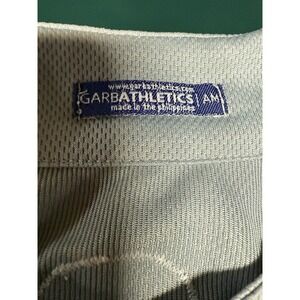 www.garbathletics.com
GARBATHLETICS AM
made in the philippines